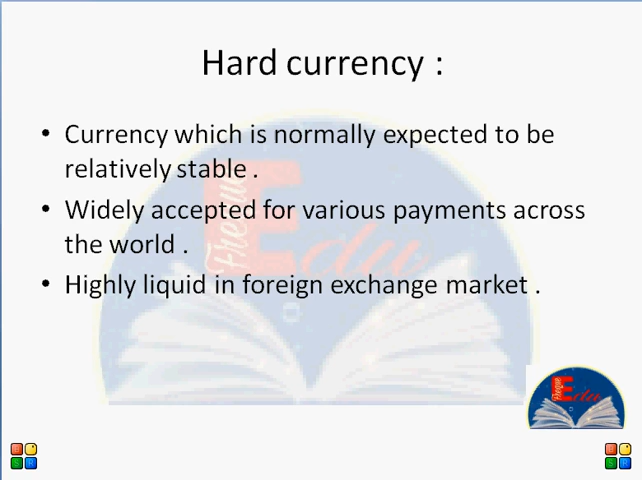 Hard currency :
• Currency which is normally expected to be
relatively stable .
• Widely accepted for various payments across
the world .
• Highly liquid in foreign exchange market .
Edu